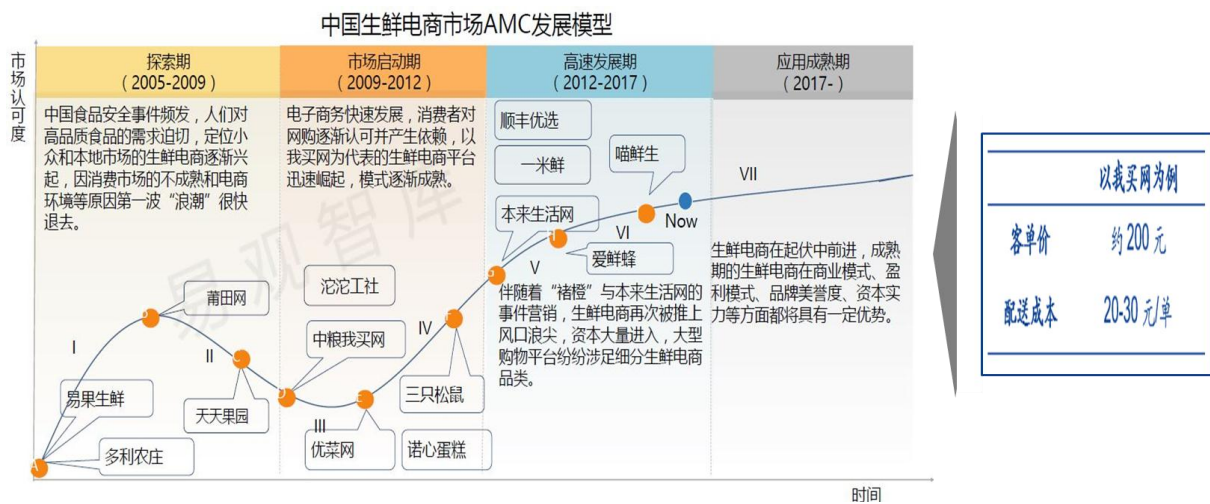 中国生鲜电商市场AMC发展模型
市场认可度
探索期
（2005-2009）
市场启动期
（2009-2012）
高速发展期
（2012-2017）
应用成熟期
（2017-）
中国食品安全事件频发，人们对
高品质食品的需求迫切，定位小
众和本地市场的生鲜电商逐渐兴
起，因消费市场的不成熟和电商
环境等原因第一波“浪潮”很快
退去。
电子商务快速发展，消费者对
网购逐渐认可并产生依赖，以
我买网为代表的生鲜电商平台
迅速崛起，模式逐渐成熟。
顺丰优选
一米鲜
喵鲜生
本来生活网
爱鲜蜂
Now
VII
VI
V
伴随着“褚橙”与本来生活网的
事件营销，生鲜电商再次被推上
风口浪尖，资本大量进入，大型
购物平台纷纷涉足细分生鲜电商
品类。
生鲜电商在起伏中前进，成熟
期的生鲜电商在商业模式、盈
利模式、品牌美誉度、资本实
力等方面都将具有一定优势。
莆田网
沱沱工社
中粮我买网
I
II
III
IV
易果生鲜
天天果园
多利农庄
三只松鼠
优菜网
诺心蛋糕
A
时间
易观智库
以我买网为例
客单价 约200元
配送成本 20-30元/单